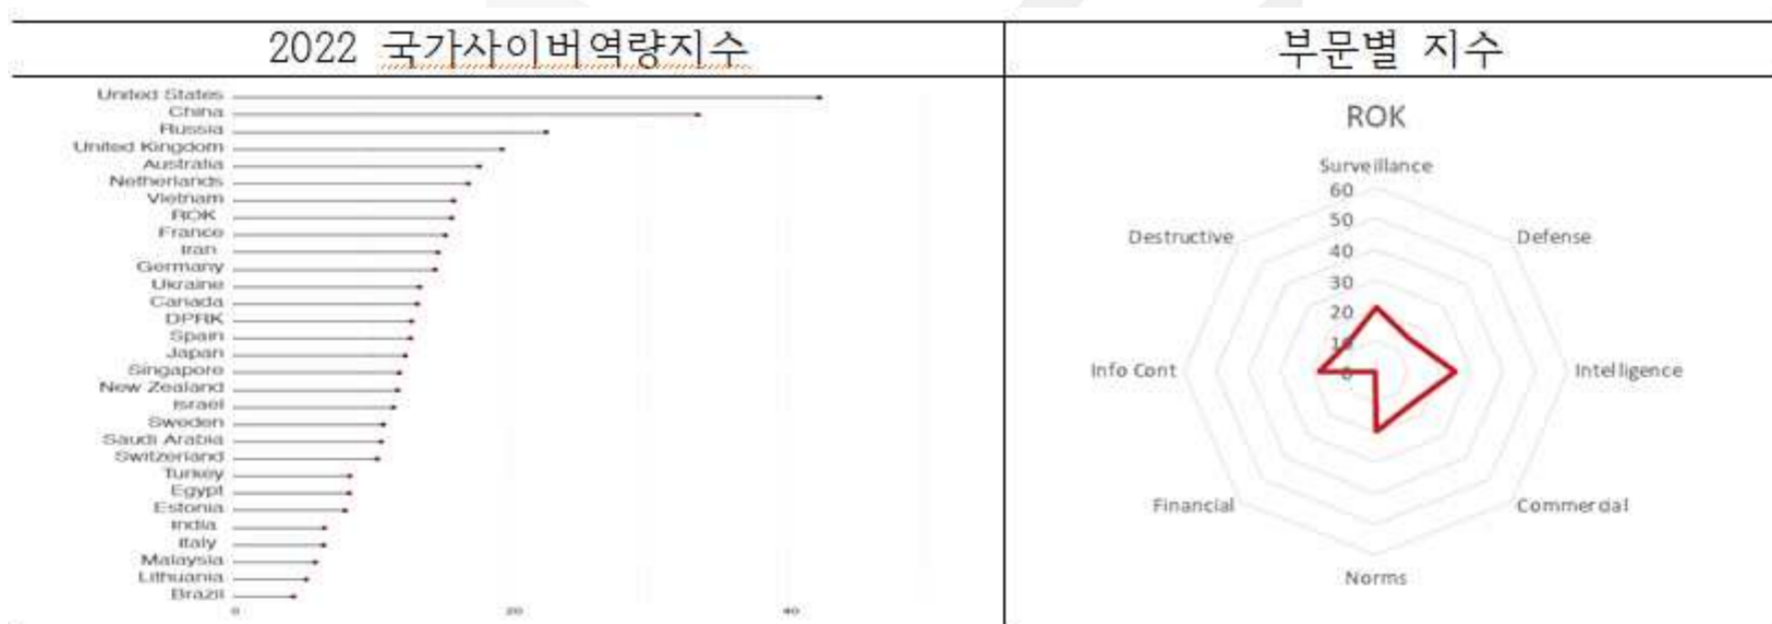 2022 국가사이버역량지수
부문별 지수
United States
China
Russia
United Kingdom
Australia
Netherlands
Vietnam
ROK
France
Iran
Germany
Ukraine
Canada
DPRK
Spain
Japan
Singapore
New Zealand
Israel
Sweden
Saudi Arabia
Switzerland
Turkey
Egypt
Estonia
India
Italy
Malaysia
Lithuania
Brazil
0 20 40
ROK
Surveillance
60
50
40
30
20
10
0
Destructive
Defense
Info Cont
Intelligence
Financial
Commercial
Norms